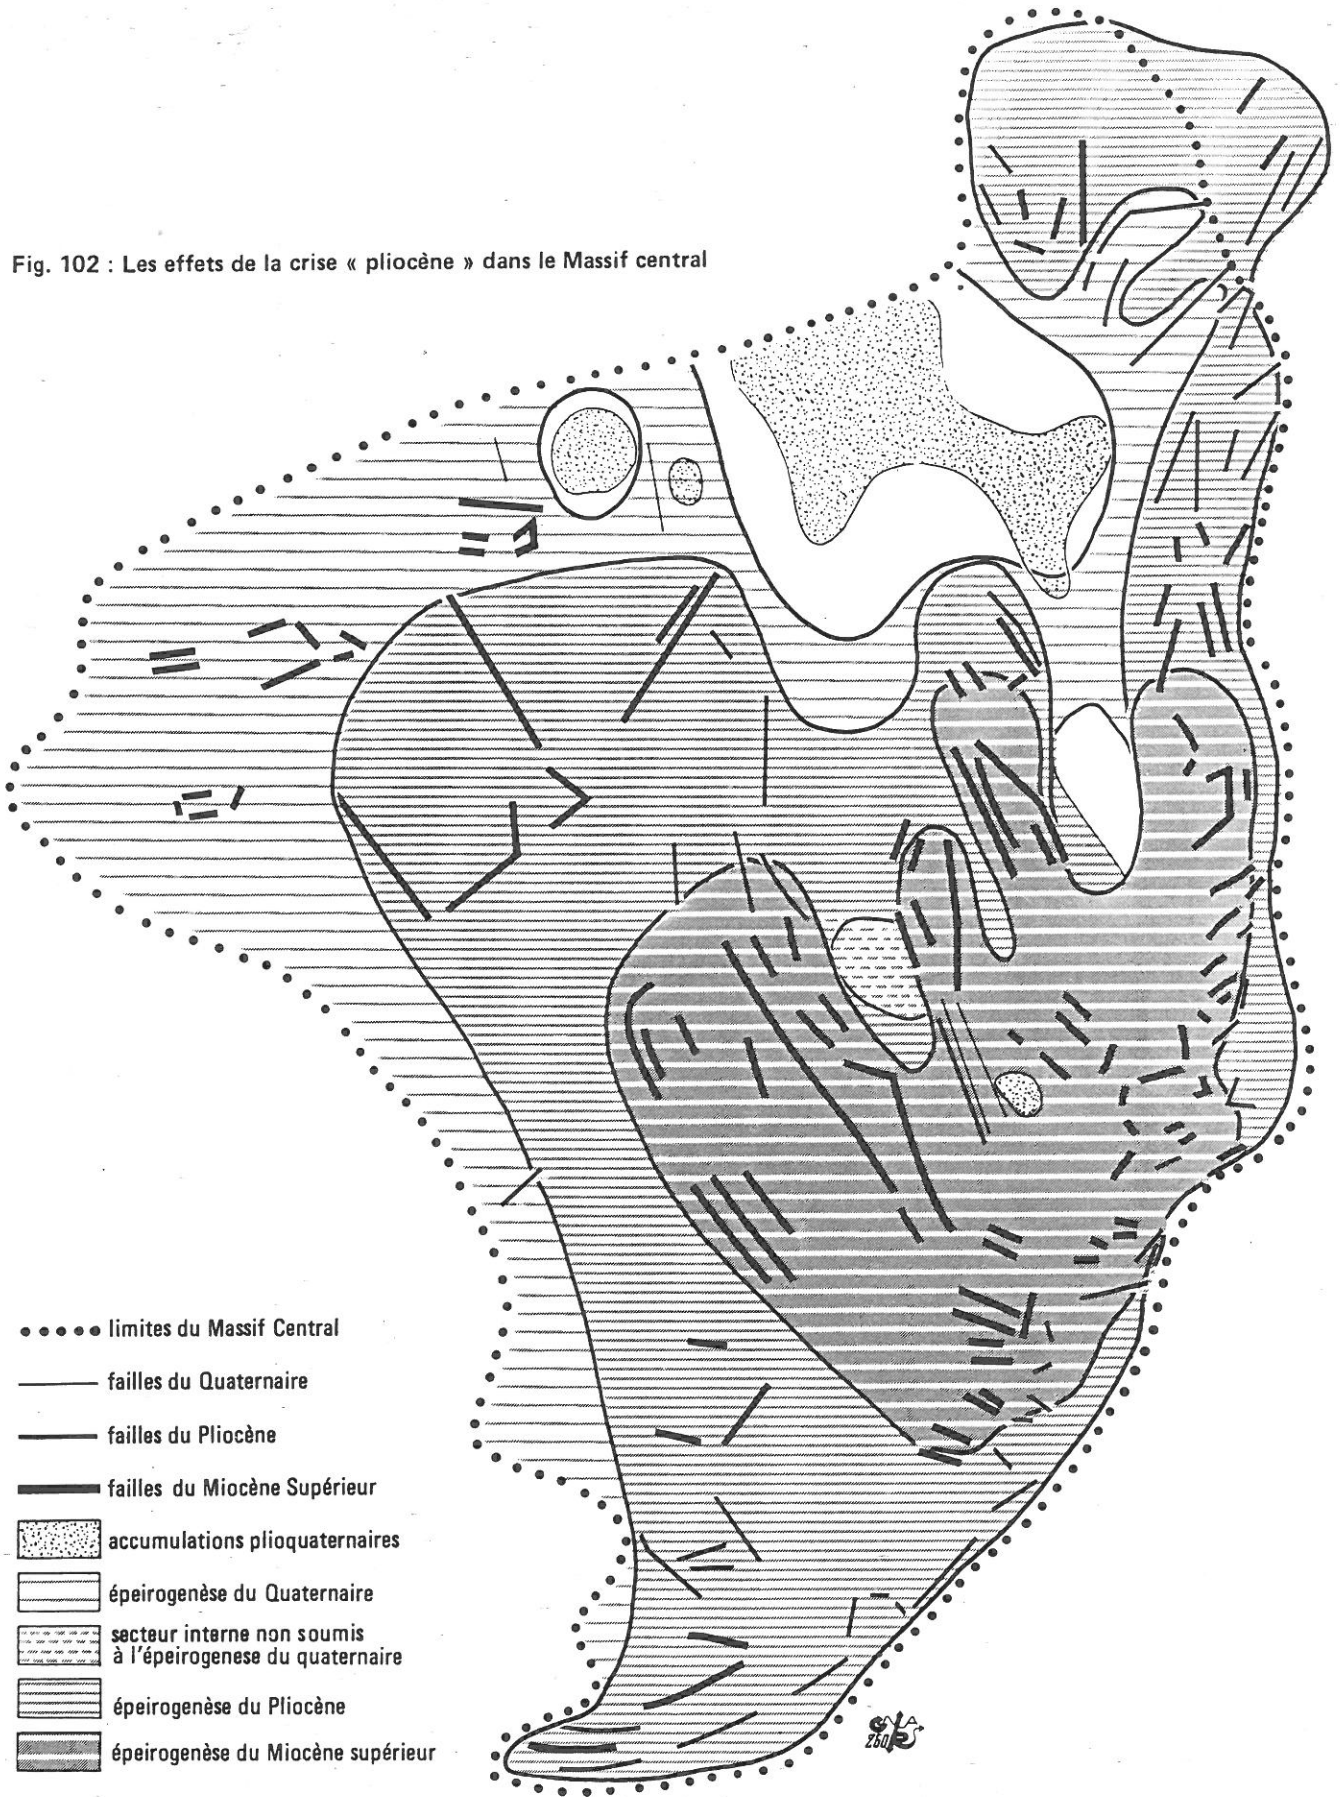 Fig. 102 : Les effets de la crise « pliocène » dans le Massif central
limites du Massif Central
failles du Quaternaire
failles du Pliocène
failles du Miocène Supérieur
accumulations plioquaternaires
épeirogenèse du Quaternaire
secteur interne non soumis
à l'épeirogenese du quaternaire
épeirogenèse du Pliocène
épeirogenèse du Miocène supérieur